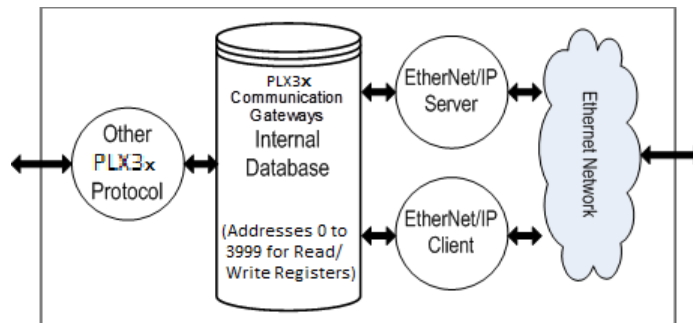 Other
PLX3x
Protocol
PLX3x
Communication
Gateways
Internal
Database
(Addresses 0 to
3999 for Read/
Write Registers)
EtherNet/IP
Server
EtherNet/IP
Client
Ethernet Network